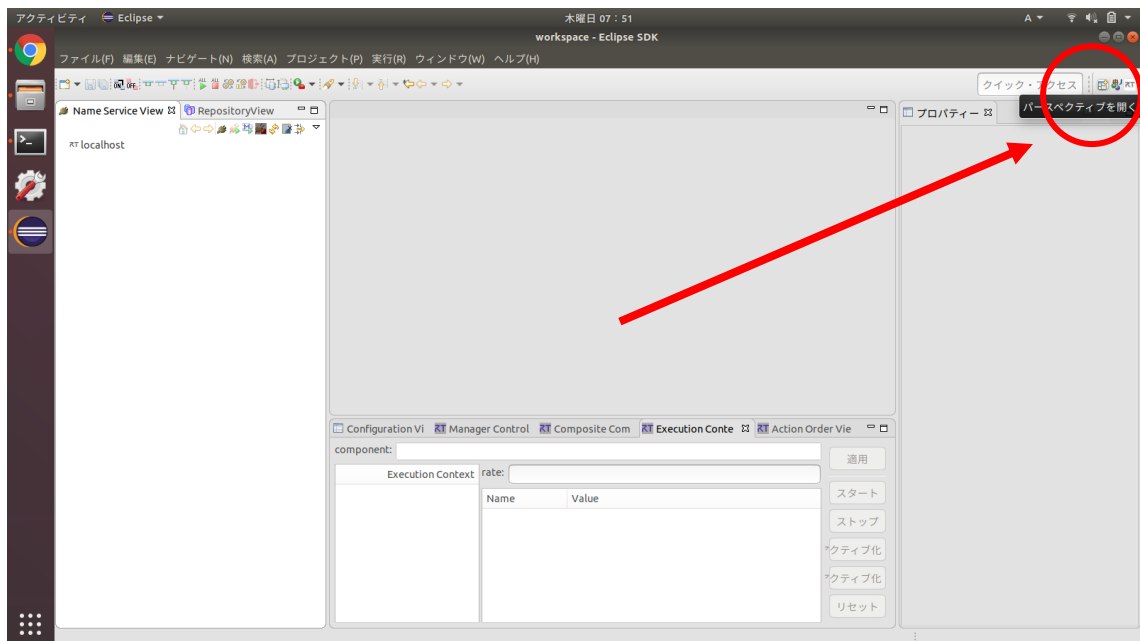 アクティビティ Eclipse 木曜日 07：51 A
workspace - Eclipse SDK
ファイル(F) 編集(E) ナビゲート(N) 検索(A) プロジェクト(P) 実行(R) ウィンドウ(W) ヘルプ(H)
クイック・アクセス
パースペクティブを開く
Name Service View RepositoryView
プロパティー
RT localhost
Configuration Vi RT Manager Control RT Composite Com RT Execution Conte RT Action Order Vie
component:
適用
Execution Context rate:
Name Value
スタート
ストップ
クティブ化
クティブ化
リセット